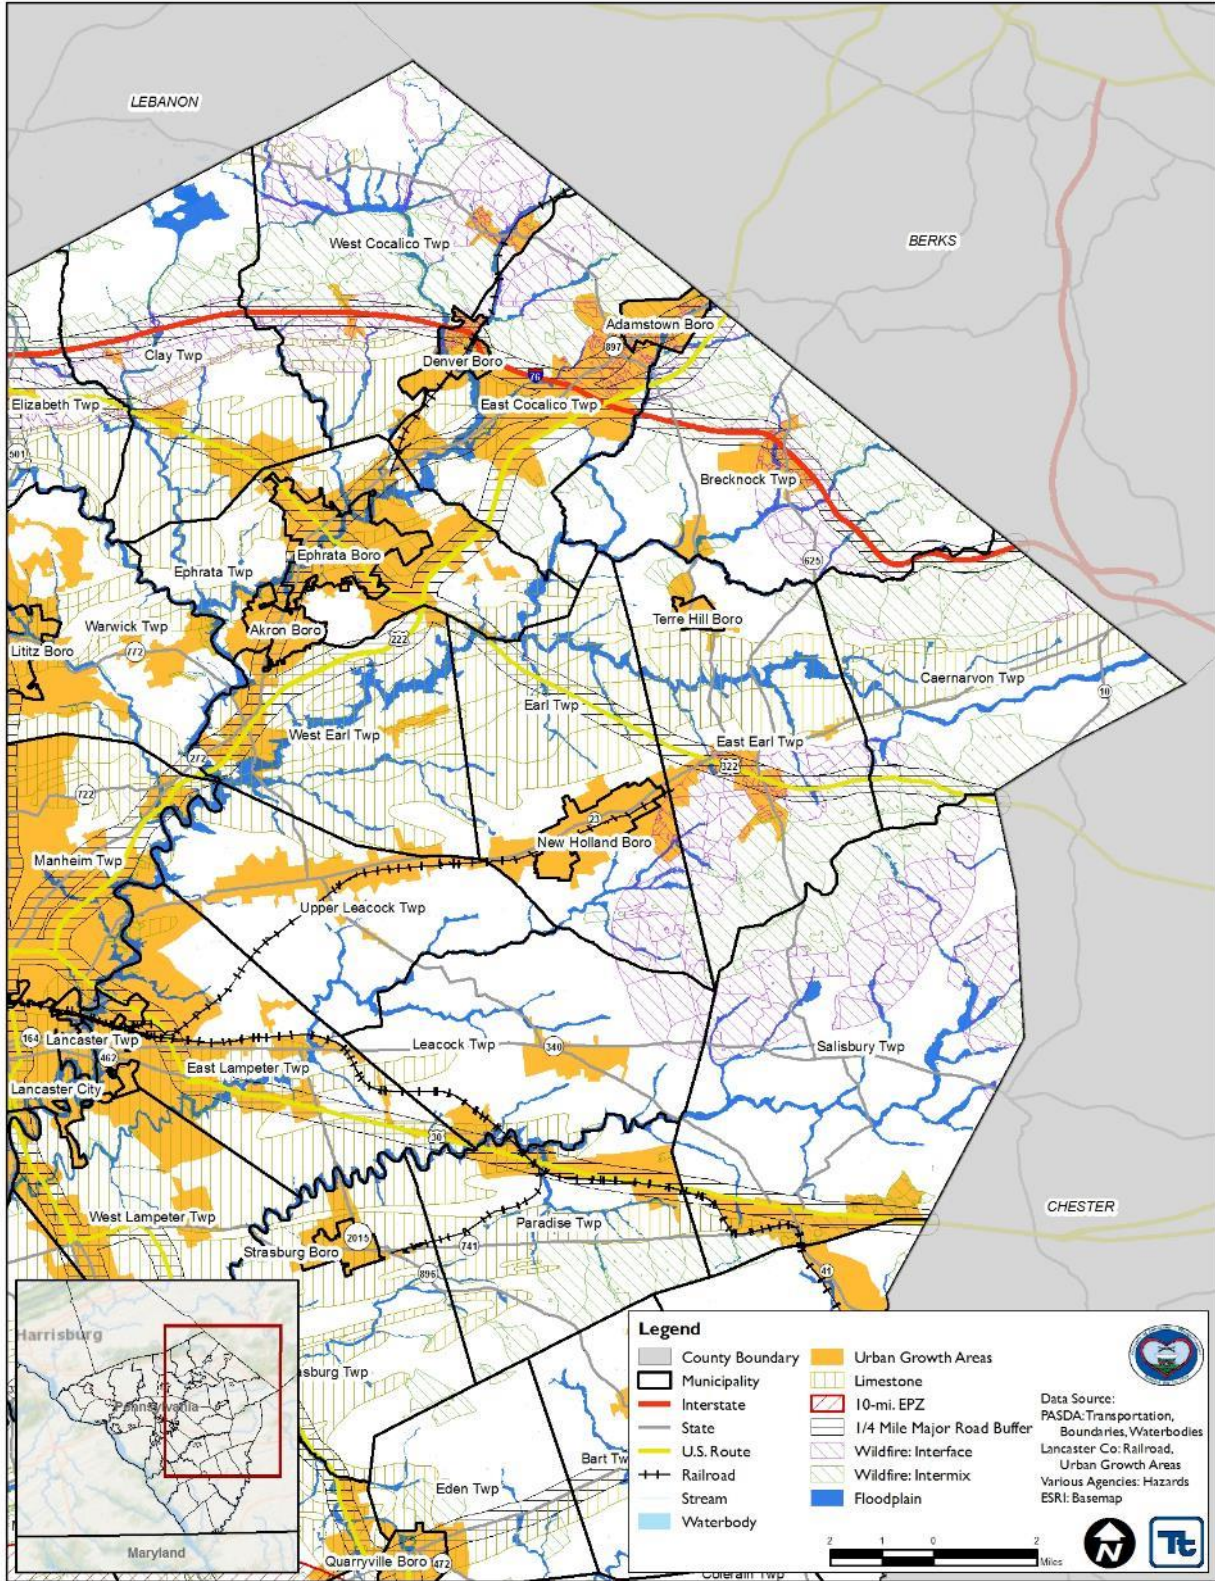 LEBANON
BERKS
West Cocalico Twp
Adamstown Boro
897
Clay Twp
Denver Boro
76
Elizabeth Twp
East Cocalico Twp
501
Brecknock Twp
Ephrata Boro
625
Ephrata Twp
Terre Hill Boro
Warwick Twp
Akron Boro
222
Lititz Boro
772
Caernarvon Twp
10
Earl Twp
West Earl Twp
East Earl Twp
272
322
722
23
New Holland Boro
Manheim Twp
Upper Leacock Twp
164
Lancaster Twp
Leacock Twp
340
Salisbury Twp
462
East Lampeter Twp
Lancaster City
30
CHESTER
West Lampeter Twp
Paradise Twp
2015
Strasburg Boro
741
896
41
Harrisburg
Pennsylvania
Maryland
asburg Twp
Bart Tw
Eden Twp
Quarryville Boro
472
Colerain Twp
Legend
County Boundary
Municipality
Interstate
State
U.S. Route
Railroad
Stream
Waterbody
Urban Growth Areas
Limestone
10-mi. EPZ
1/4 Mile Major Road Buffer
Wildfire: Interface
Wildfire: Intermix
Floodplain
Data Source:
PASDA: Transportation,
Boundaries, Waterbodies
Lancaster Co: Railroad,
Urban Growth Areas
Various Agencies: Hazards
ESRI: Basemap
2 1 0 2
Miles
N
Tt